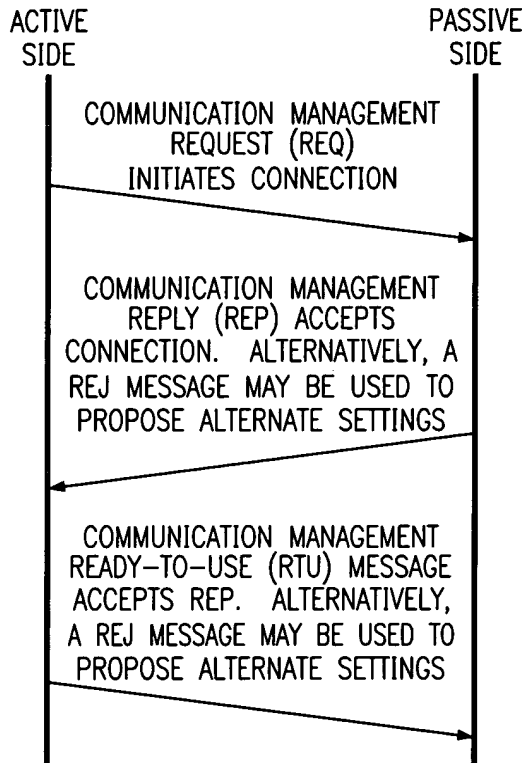 ACTIVE SIDE
PASSIVE SIDE
COMMUNICATION MANAGEMENT
REQUEST (REQ)
INITIATES CONNECTION
COMMUNICATION MANAGEMENT
REPLY (REP) ACCEPTS
CONNECTION. ALTERNATIVELY, A
REJ MESSAGE MAY BE USED TO
PROPOSE ALTERNATE SETTINGS
COMMUNICATION MANAGEMENT
READY-TO-USE (RTU) MESSAGE
ACCEPTS REP. ALTERNATIVELY,
A REJ MESSAGE MAY BE USED TO
PROPOSE ALTERNATE SETTINGS